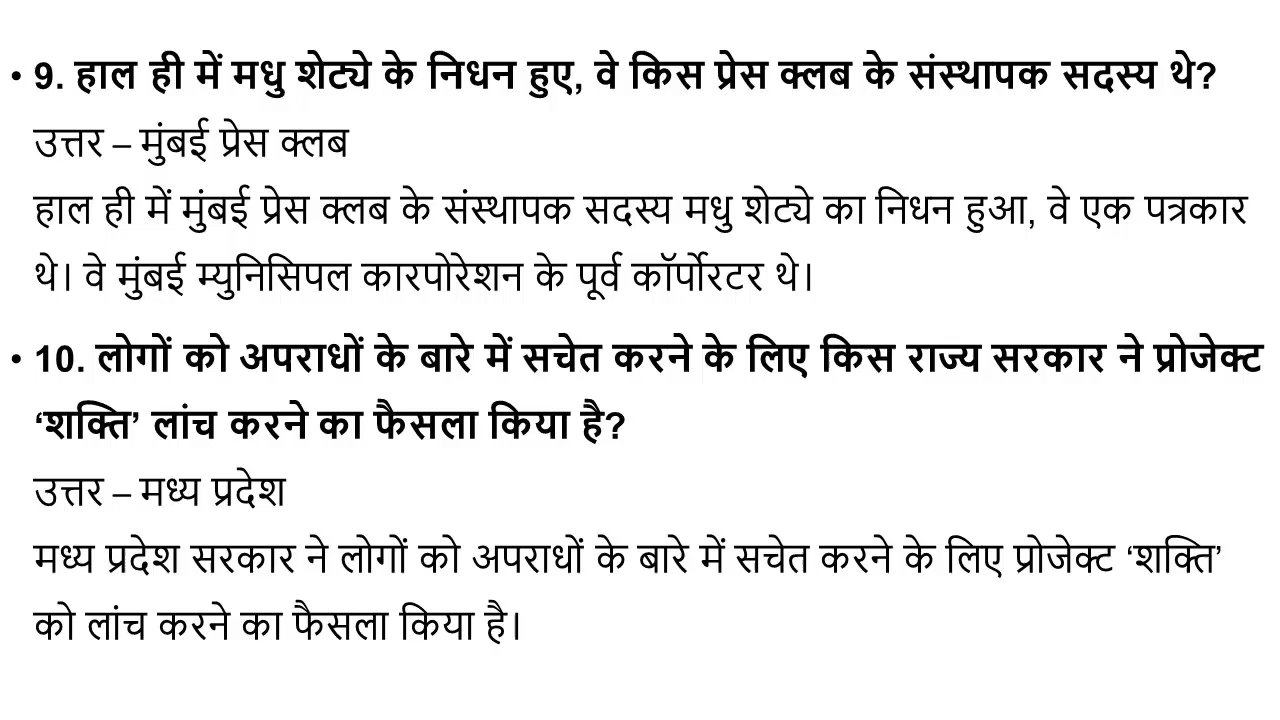 • 9. हाल ही में मधु शेट्ये के निधन हुए, वे किस प्रेस क्लब के संस्थापक सदस्य थे?
उत्तर – मुंबई प्रेस क्लब
हाल ही में मुंबई प्रेस क्लब के संस्थापक सदस्य मधु शेट्ये का निधन हुआ, वे एक पत्रकार
थे। वे मुंबई म्युनिसिपल कारपोरेशन के पूर्व कॉर्पोरटर थे।
• 10. लोगों को अपराधों के बारे में सचेत करने के लिए किस राज्य सरकार ने प्रोजेक्ट
‘शक्ति’ लांच करने का फैसला किया है?
उत्तर – मध्य प्रदेश
मध्य प्रदेश सरकार ने लोगों को अपराधों के बारे में सचेत करने के लिए प्रोजेक्ट ‘शक्ति’
को लांच करने का फैसला किया है।